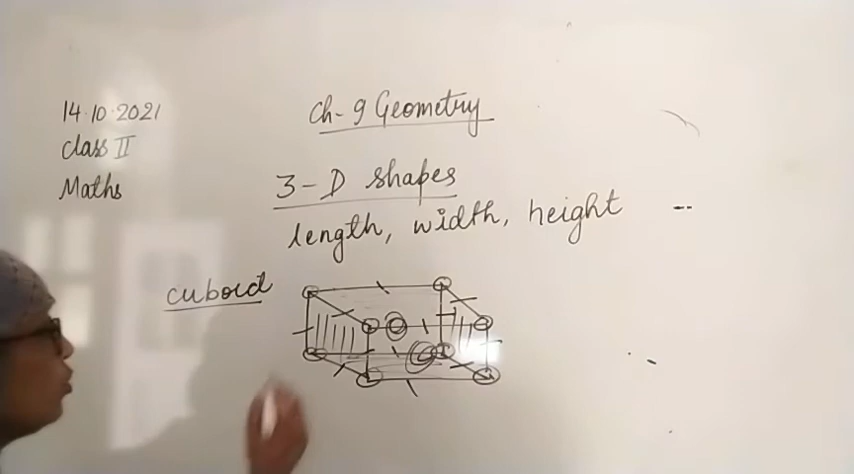 14.10.2021
Class II
Maths
Ch-9 Geometry
3-D shapes
length, width, height
cuboid